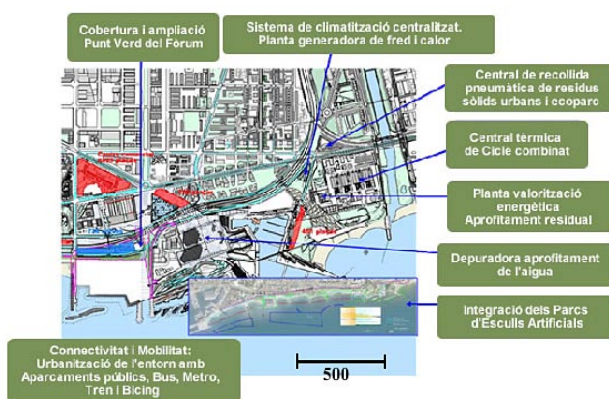 Cobertura i ampliació
Punt Verd del Fòrum
Sistema de climatització centralitzat.
Planta generadora de fred i calor
Central de recollida
pneumàtica de residus
sòlids urbans i ecoparc
Central tèrmica
de Cicle combinat
Planta valorització
energètica
Aprofitament residual
Depuradora aprofitament
de l'aigua
Integració dels Parcs
d'Esculls Artificials
Connectivitat i Mobilitat:
Urbanització de l'entorn amb
Aparcaments públics, Bus, Metro,
Tren i Bicing
500